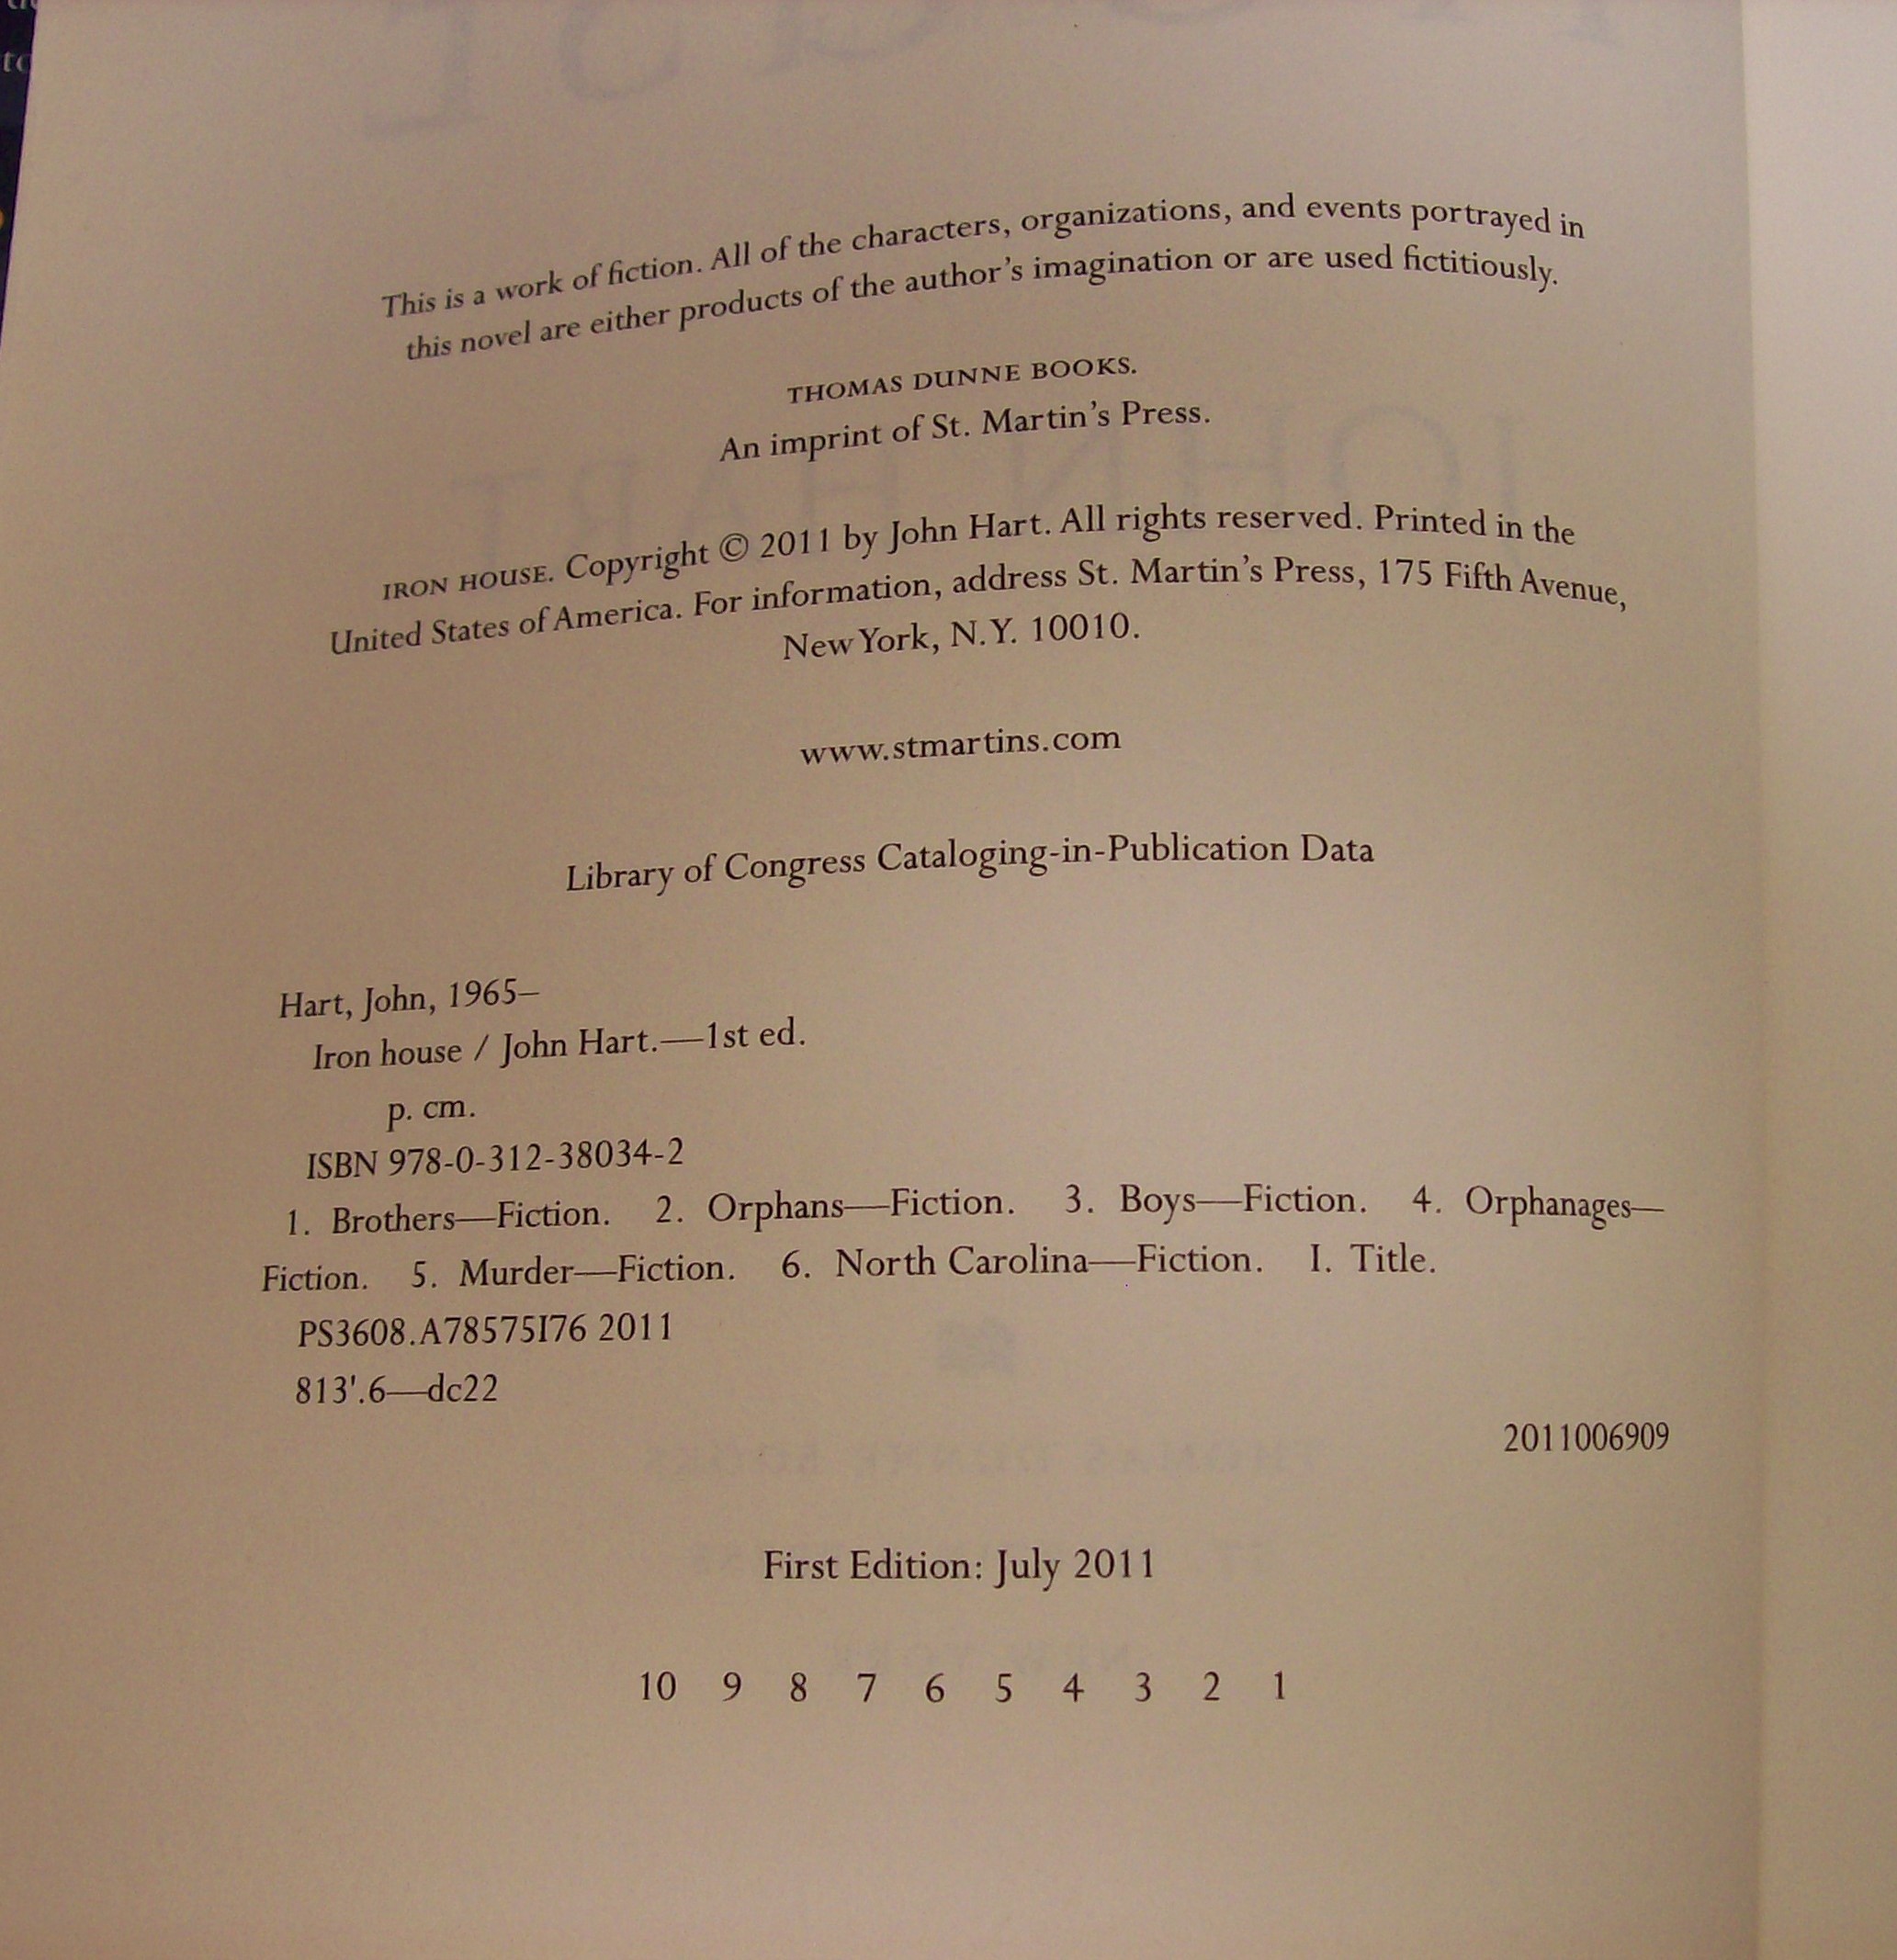 This is a work of fiction. All of the characters, organizations, and events portrayed in
this novel are either products of the author's imagination or are used fictitiously.
THOMAS DUNNE BOOKS.
An imprint of St. Martin's Press.
IRON HOUSE. Copyright © 2011 by John Hart. All rights reserved. Printed in the
United States of America. For information, address St. Martin's Press, 175 Fifth Avenue,
New York, N.Y. 10010.
www.stmartins.com
Library of Congress Cataloging-in-Publication Data
Hart, John, 1965–
Iron house / John Hart.—1st ed.
p. cm.
ISBN 978-0-312-38034-2
1. Brothers—Fiction. 2. Orphans—Fiction. 3. Boys—Fiction. 4. Orphanages—
Fiction. 5. Murder—Fiction. 6. North Carolina—Fiction. I. Title.
PS3608.A78575I76 2011
813'.6—dc22
2011006909
First Edition: July 2011
10 9 8 7 6 5 4 3 2 1